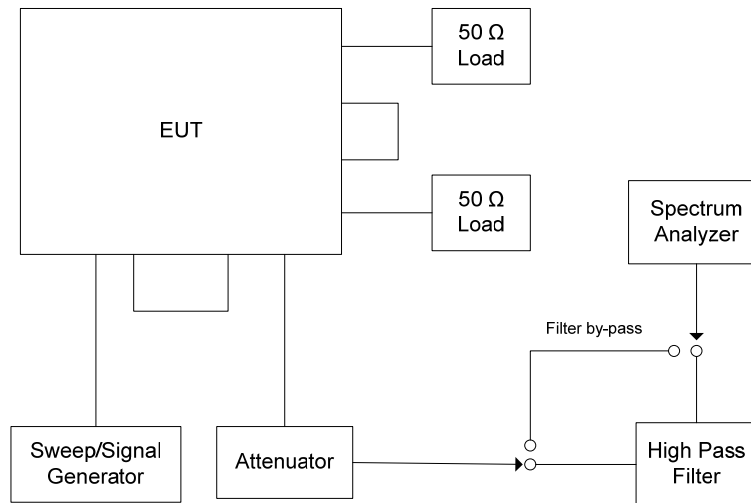 50 Ω
Load
EUT
50 Ω
Load
Spectrum
Analyzer
Filter by-pass
Sweep/Signal
Generator
Attenuator
High Pass
Filter